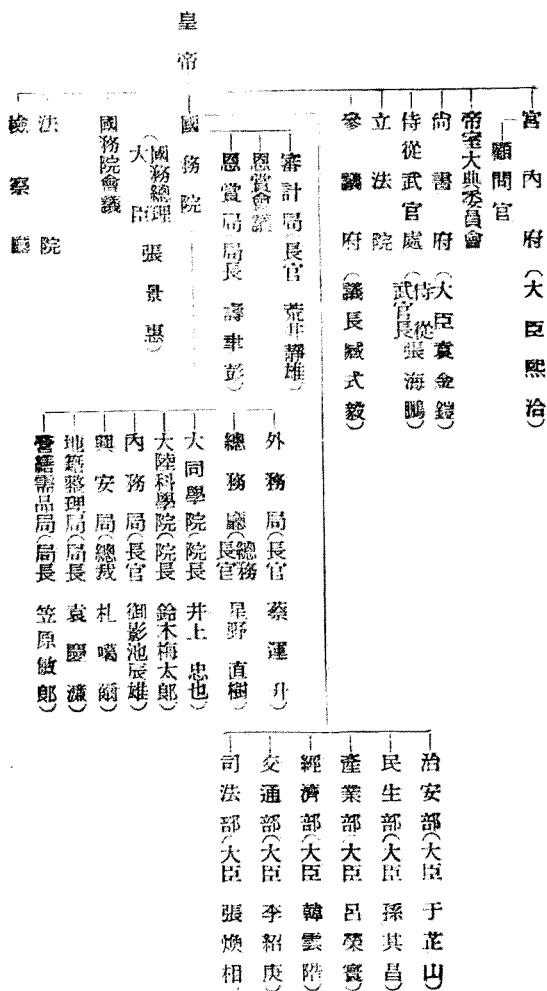 皇帝
宮內府(大臣熙洽)
顧問官
帝室大典委員會
尙書府(大臣袁金鎧)
侍從武官處(侍從武官長張海鵬)
立法院
參議府(議長臧式毅)
審計局(長官 荒井靜雄)
恩賞會議
恩賞局(局長 壽聿彭)
國務院
(國務總理大臣 張景惠)
國務院會議
法院
檢察廳
外務局(長官 蔡運升)
總務廳(總務長官 星野直樹)
大同學院(院長 井上忠也)
大陸科學院(院長 鈴木梅太郎)
內務局(長官 御影池辰雄)
興安局(總裁 札噶爾)
地籍整理局(局長 袁慶濂)
營繕需品局(局長 笠原敏郎)
治安部(大臣 于芷山)
民生部(大臣 孫其昌)
產業部(大臣 呂榮寰)
經濟部(大臣 韓雲階)
交通部(大臣 李紹庚)
司法部(大臣 張煥相)